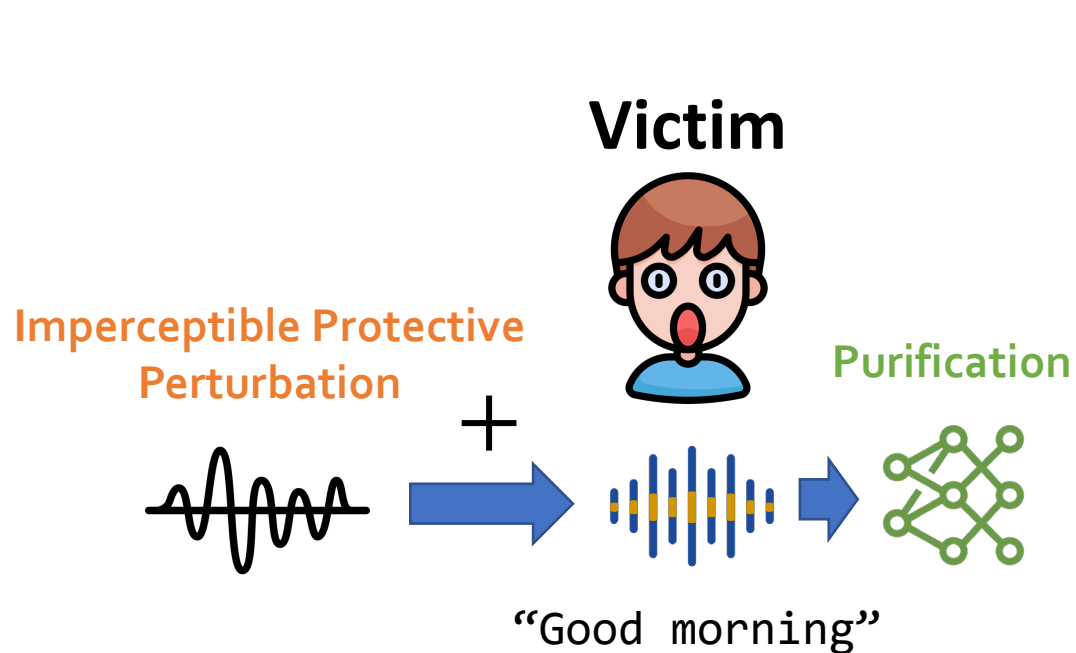 Victim
Imperceptible Protective
Perturbation
Purification
+
“Good morning”